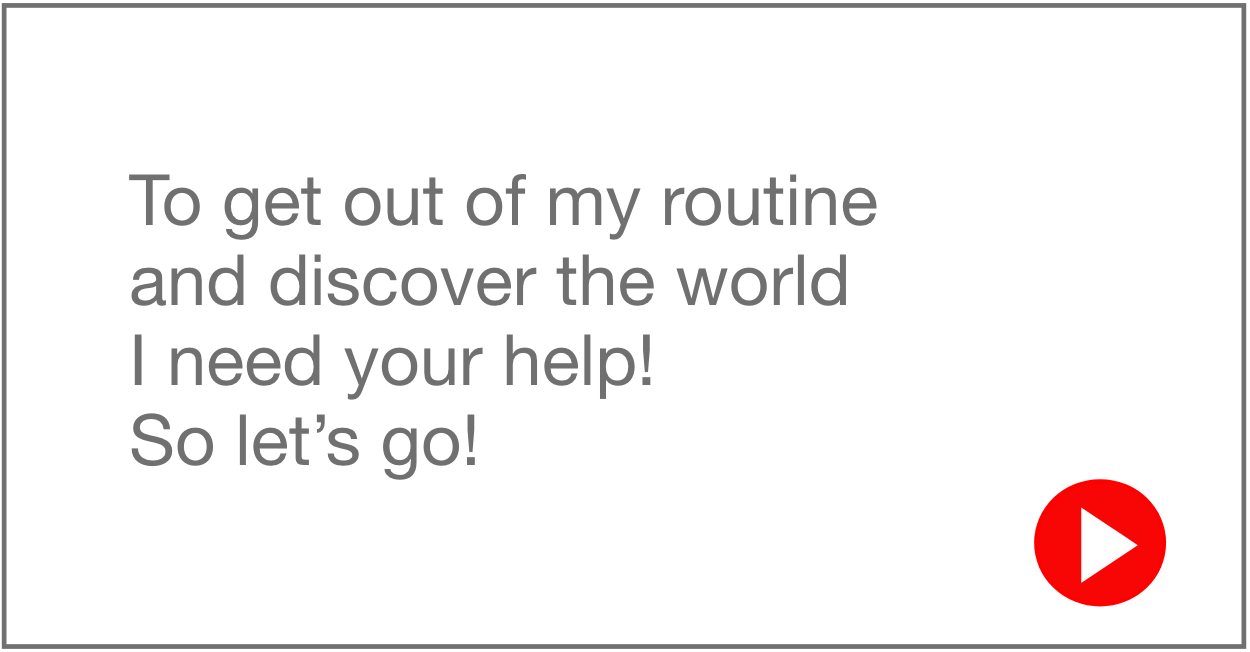 To get out of my routine
and discover the world
I need your help!
So let’s go!